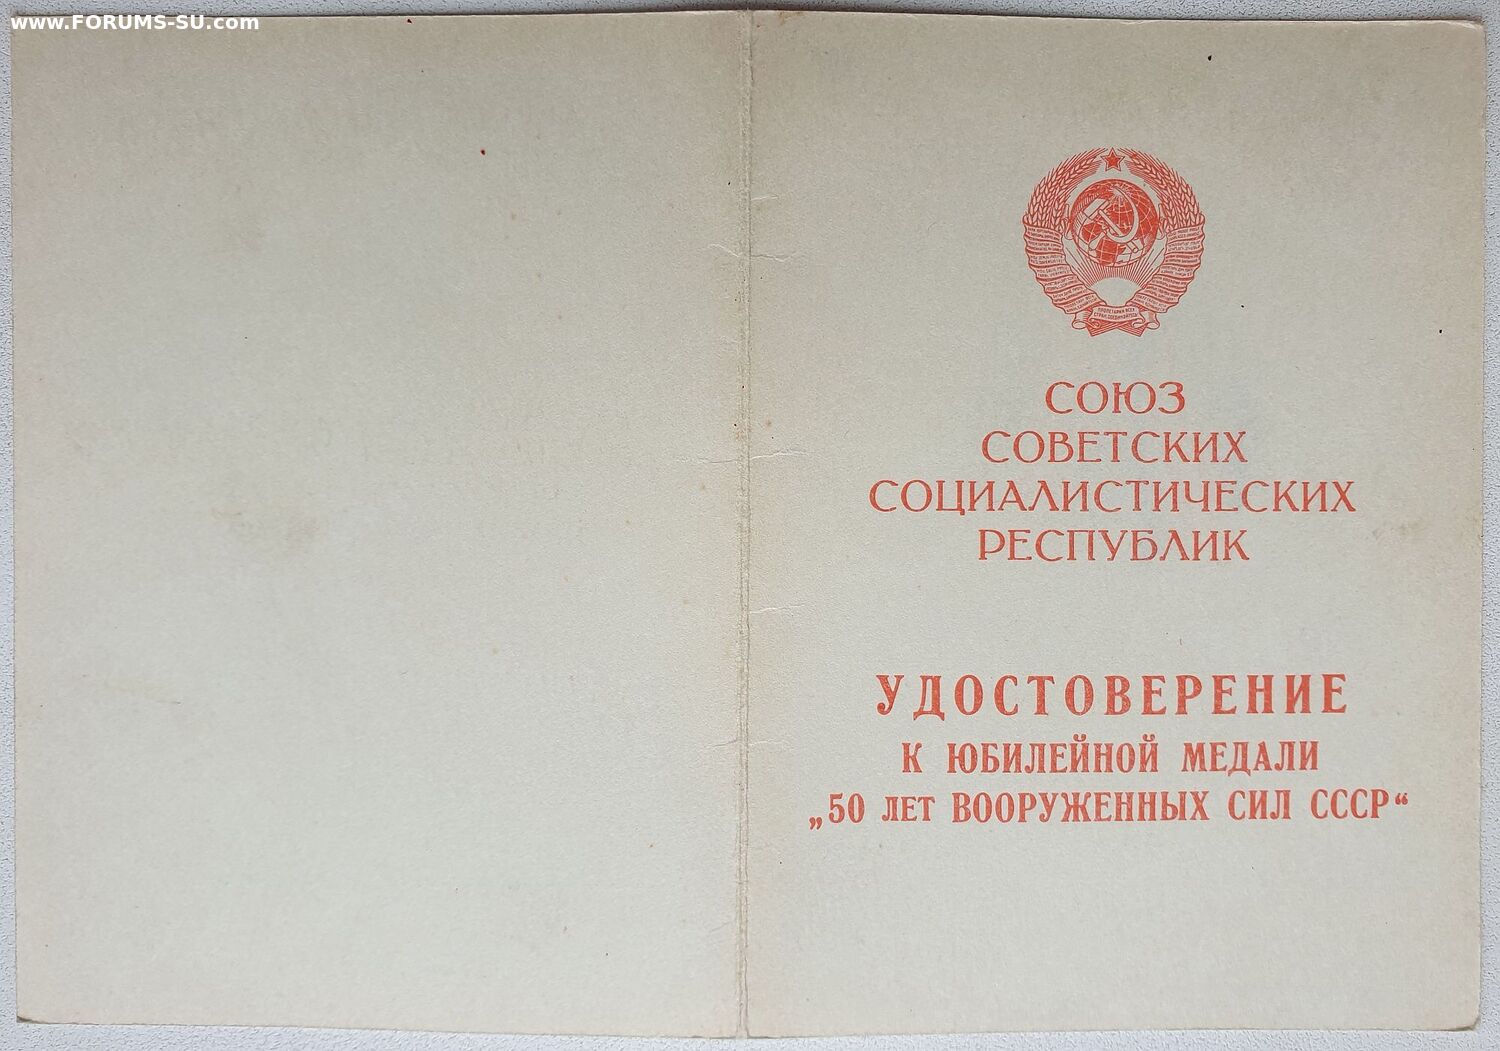 www.FORUMS-SU.com
СОЮЗ
СОВЕТСКИХ
СОЦИАЛИСТИЧЕСКИХ
РЕСПУБЛИК
УДОСТОВЕРЕНИЕ
К ЮБИЛЕЙНОЙ МЕДАЛИ
„50 ЛЕТ ВООРУЖЕННЫХ СИЛ СССР“